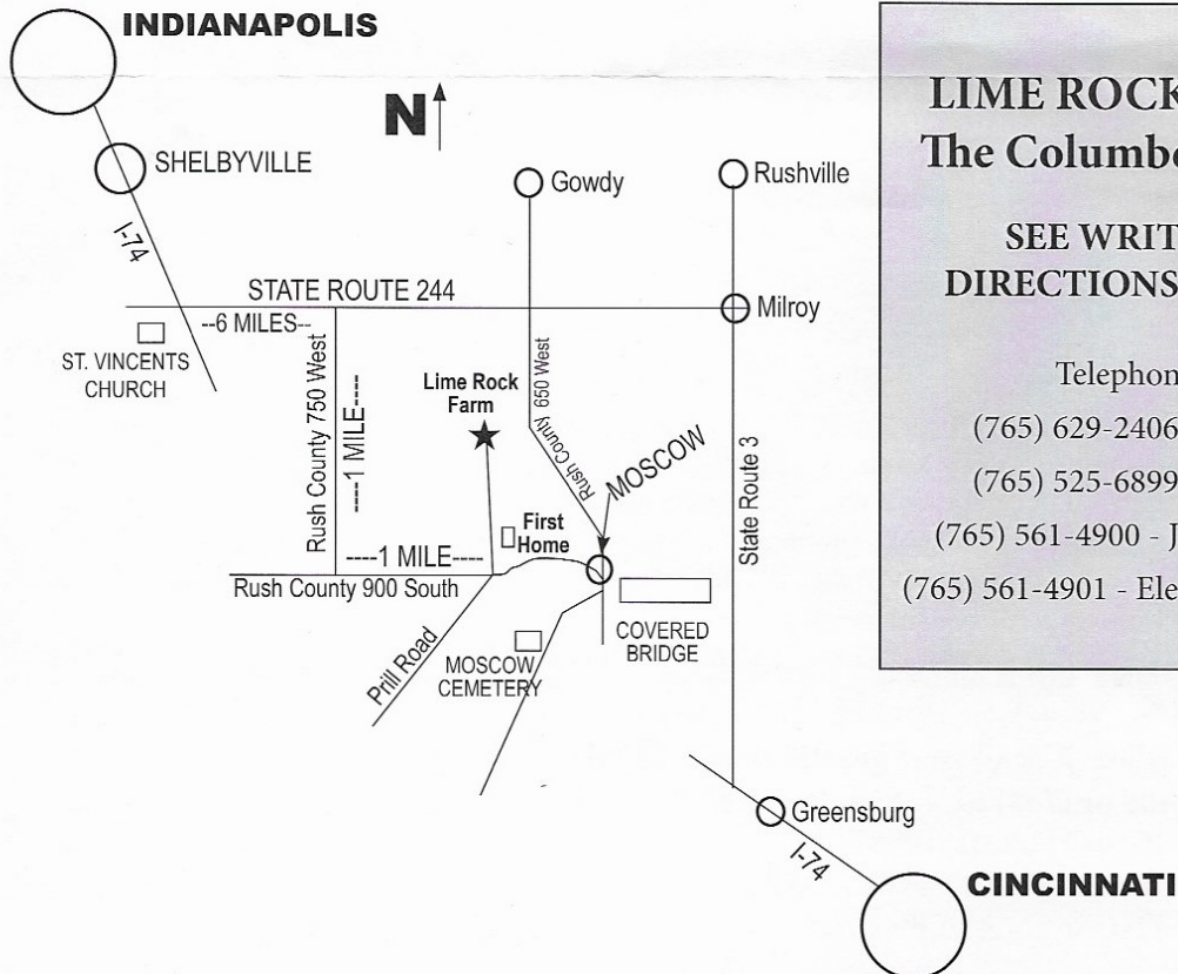 INDIANAPOLIS
N
SHELBYVILLE
Gowdy
Rushville
I-74
STATE ROUTE 244
Milroy
--6 MILES--
ST. VINCENTS
CHURCH
Rush County 750 West
-----1 MILE----
Lime Rock
Farm
Rush County 650 West
MOSCOW
State Route 3
First
Home
----1 MILE----
Rush County 900 South
Prill Road
MOSCOW
CEMETERY
COVERED
BRIDGE
Greensburg
I-74
CINCINNATI
LIME ROCK
The Columb
SEE WRIT
DIRECTIONS
Telephon
(765) 629-2406
(765) 525-6899
(765) 561-4900 - J
(765) 561-4901 - Ele